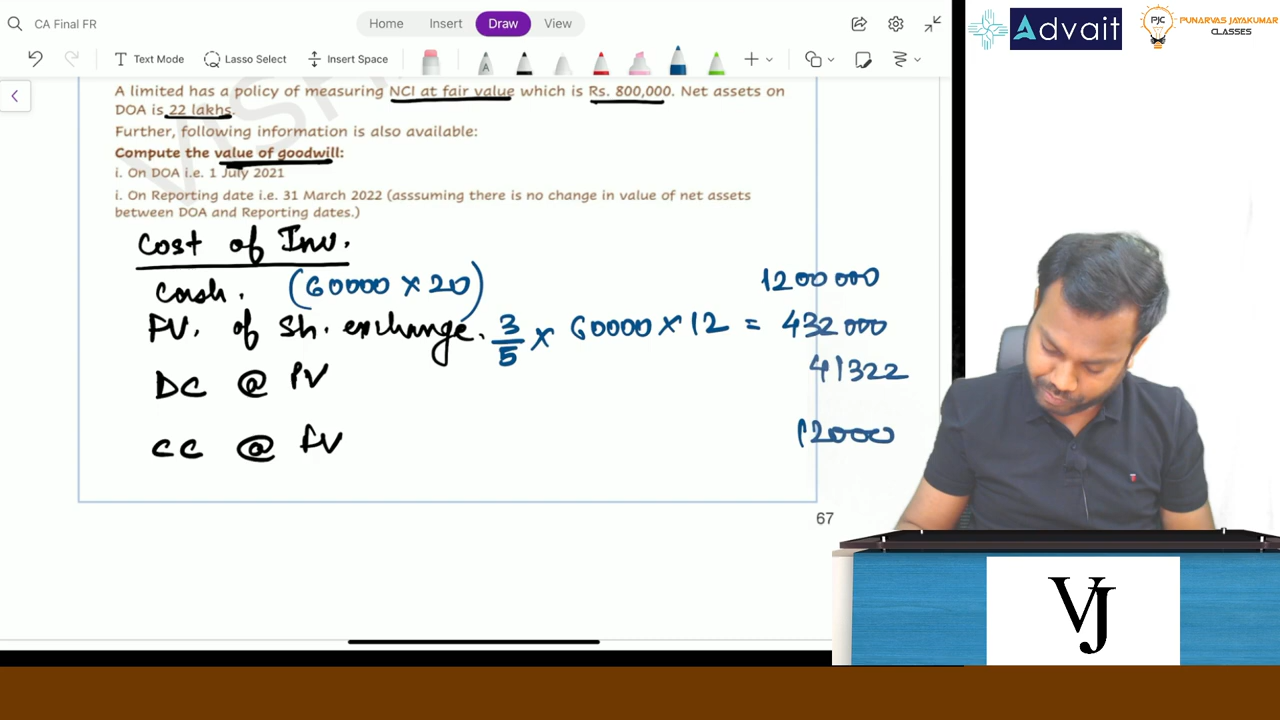 CA Final FR
Home Insert Draw View
Advait
PJC
PUNARVAS JAYAKUMAR
CLASSES
T Text Mode Lasso Select Insert Space
A limited has a policy of measuring NCI at fair value which is Rs. 800,000. Net assets on
DOA is 22 lakhs.
Further, following information is also available:
Compute the value of goodwill:
i. On DOA i.e. 1 July 2021
i. On Reporting date i.e. 31 March 2022 (asssuming there is no change in value of net assets
between DOA and Reporting dates.)
Cost of Inv.
Cash. (60000 × 20) 1200000
FV. of Sh. exchange. 3/5 × 60000 × 12 = 432000
DC @ PV 41322
CC @ FV 12000
67
VJ